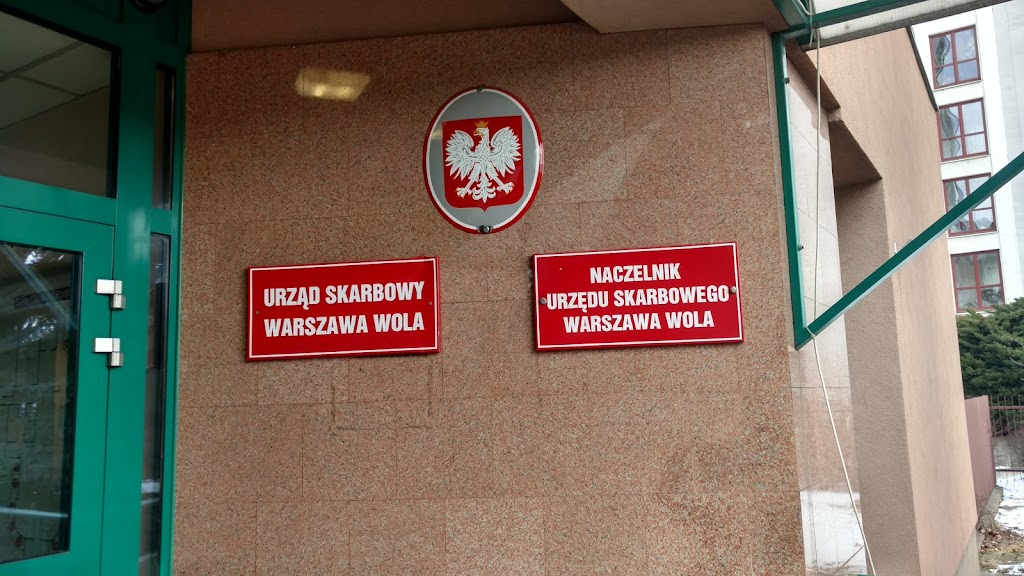 URZĄD SKARBOWY
WARSZAWA WOLA
NACZELNIK
URZĘDU SKARBOWEGO
WARSZAWA WOLA